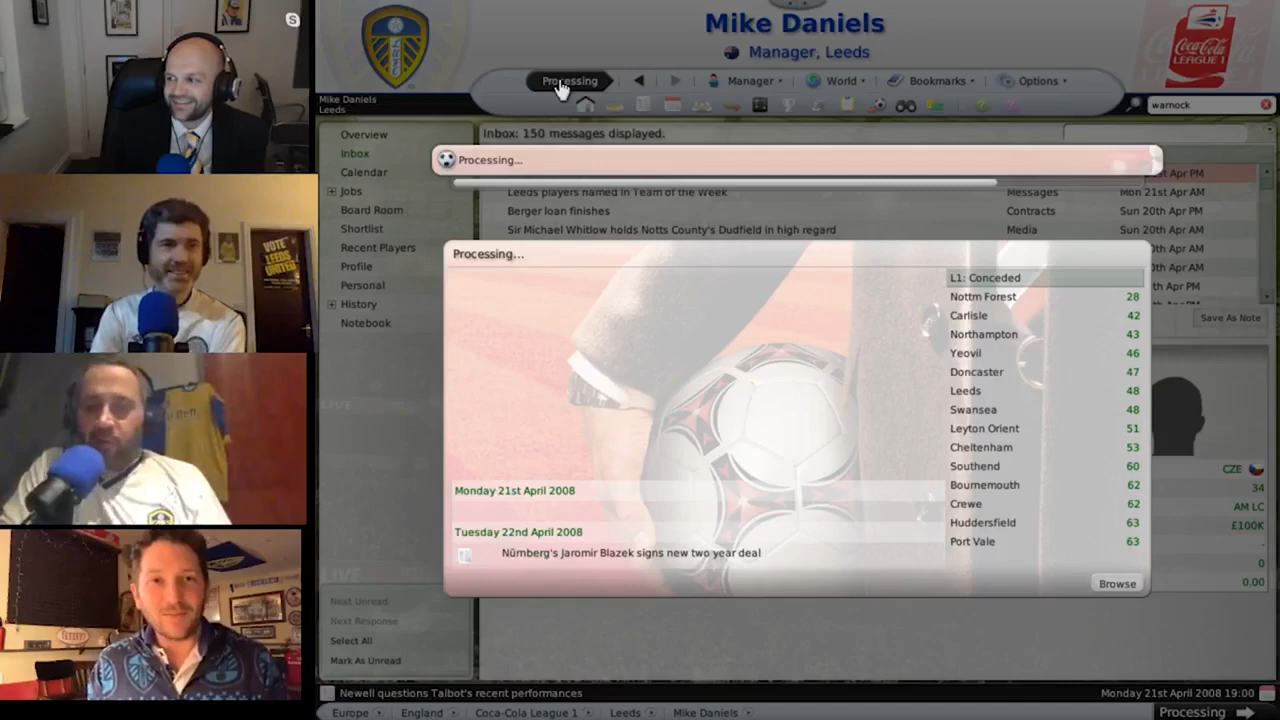 Mike Daniels
Manager, Leeds
Coca-Cola
LEAGUE 1
Processing
Manager
World
Bookmarks
Options
Mike Daniels
Leeds
warnock
Overview
Inbox
Calendar
Jobs
Board Room
Shortlist
Recent Players
Profile
Personal
History
Notebook
Inbox: 150 messages displayed.
Processing...
st Apr PM
Leeds players named in Team of the Week Messages Mon 21st Apr AM
Berger loan finishes Contracts Sun 20th Apr PM
Sir Michael Whitlow holds Notts County's Dudfield in high regard Media Sun 20th Apr PM
Processing...
L1: Conceded
Nottm Forest 28
Carlisle 42
Northampton 43
Yeovil 46
Doncaster 47
Leeds 48
Swansea 48
Leyton Orient 51
Cheltenham 53
Southend 60
Bournemouth 62
Crewe 62
Huddersfield 63
Port Vale 63
Monday 21st April 2008
Tuesday 22nd April 2008
Nürnberg's Jaromir Blazek signs new two year deal
Browse
Save As Note
CZE
34
AM LC
£100K
0
0.00
Next Unread
Next Response
Select All
Mark As Unread
Newell questions Talbot's recent performances
Monday 21st April 2008 19:00
Europe
England
Coca-Cola League 1
Leeds
Mike Daniels
Processing
VOTE
LEEDS
UNITED
LIVE
LIVE